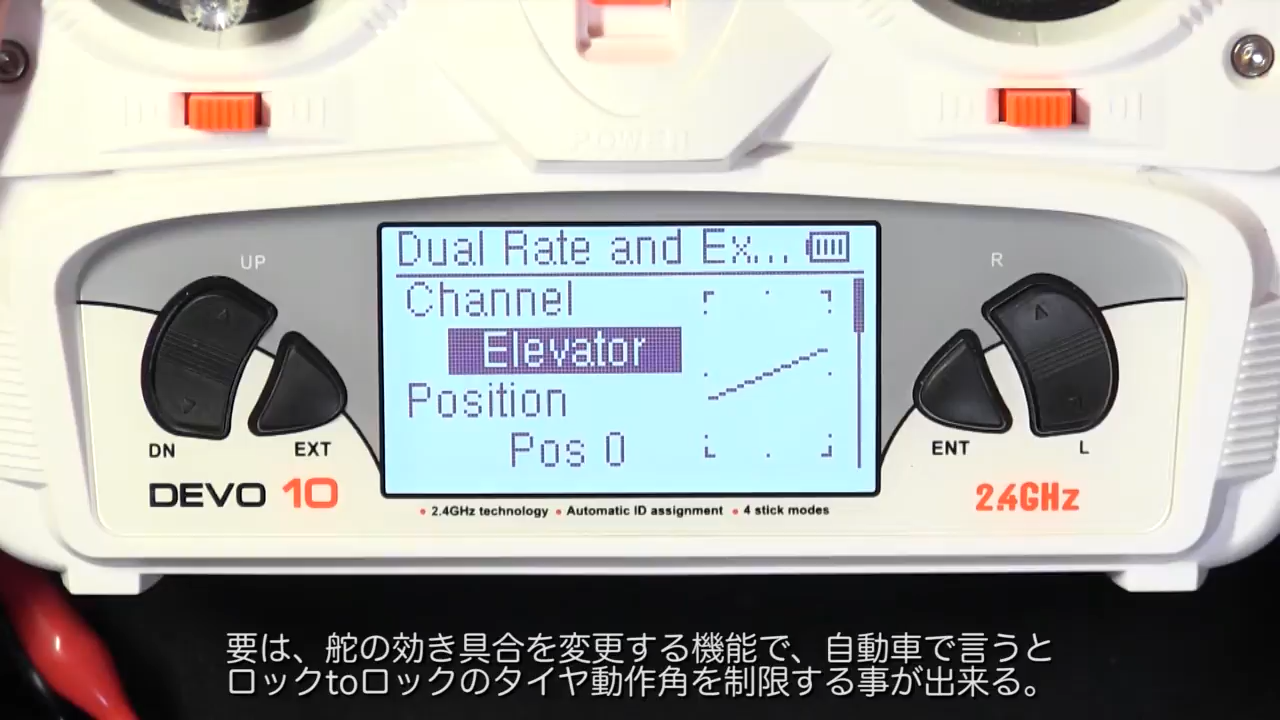 POWER
UP
R
Dual Rate and Ex...
Channel
Elevator
Position
Pos 0
DN
EXT
ENT
L
DEVO 10
2.4GHz
• 2.4GHz technology • Automatic ID assignment • 4 stick modes
要は、舵の効き具合を変更する機能で、自動車で言うと
ロックtoロックのタイヤ動作角を制限する事が出来る。